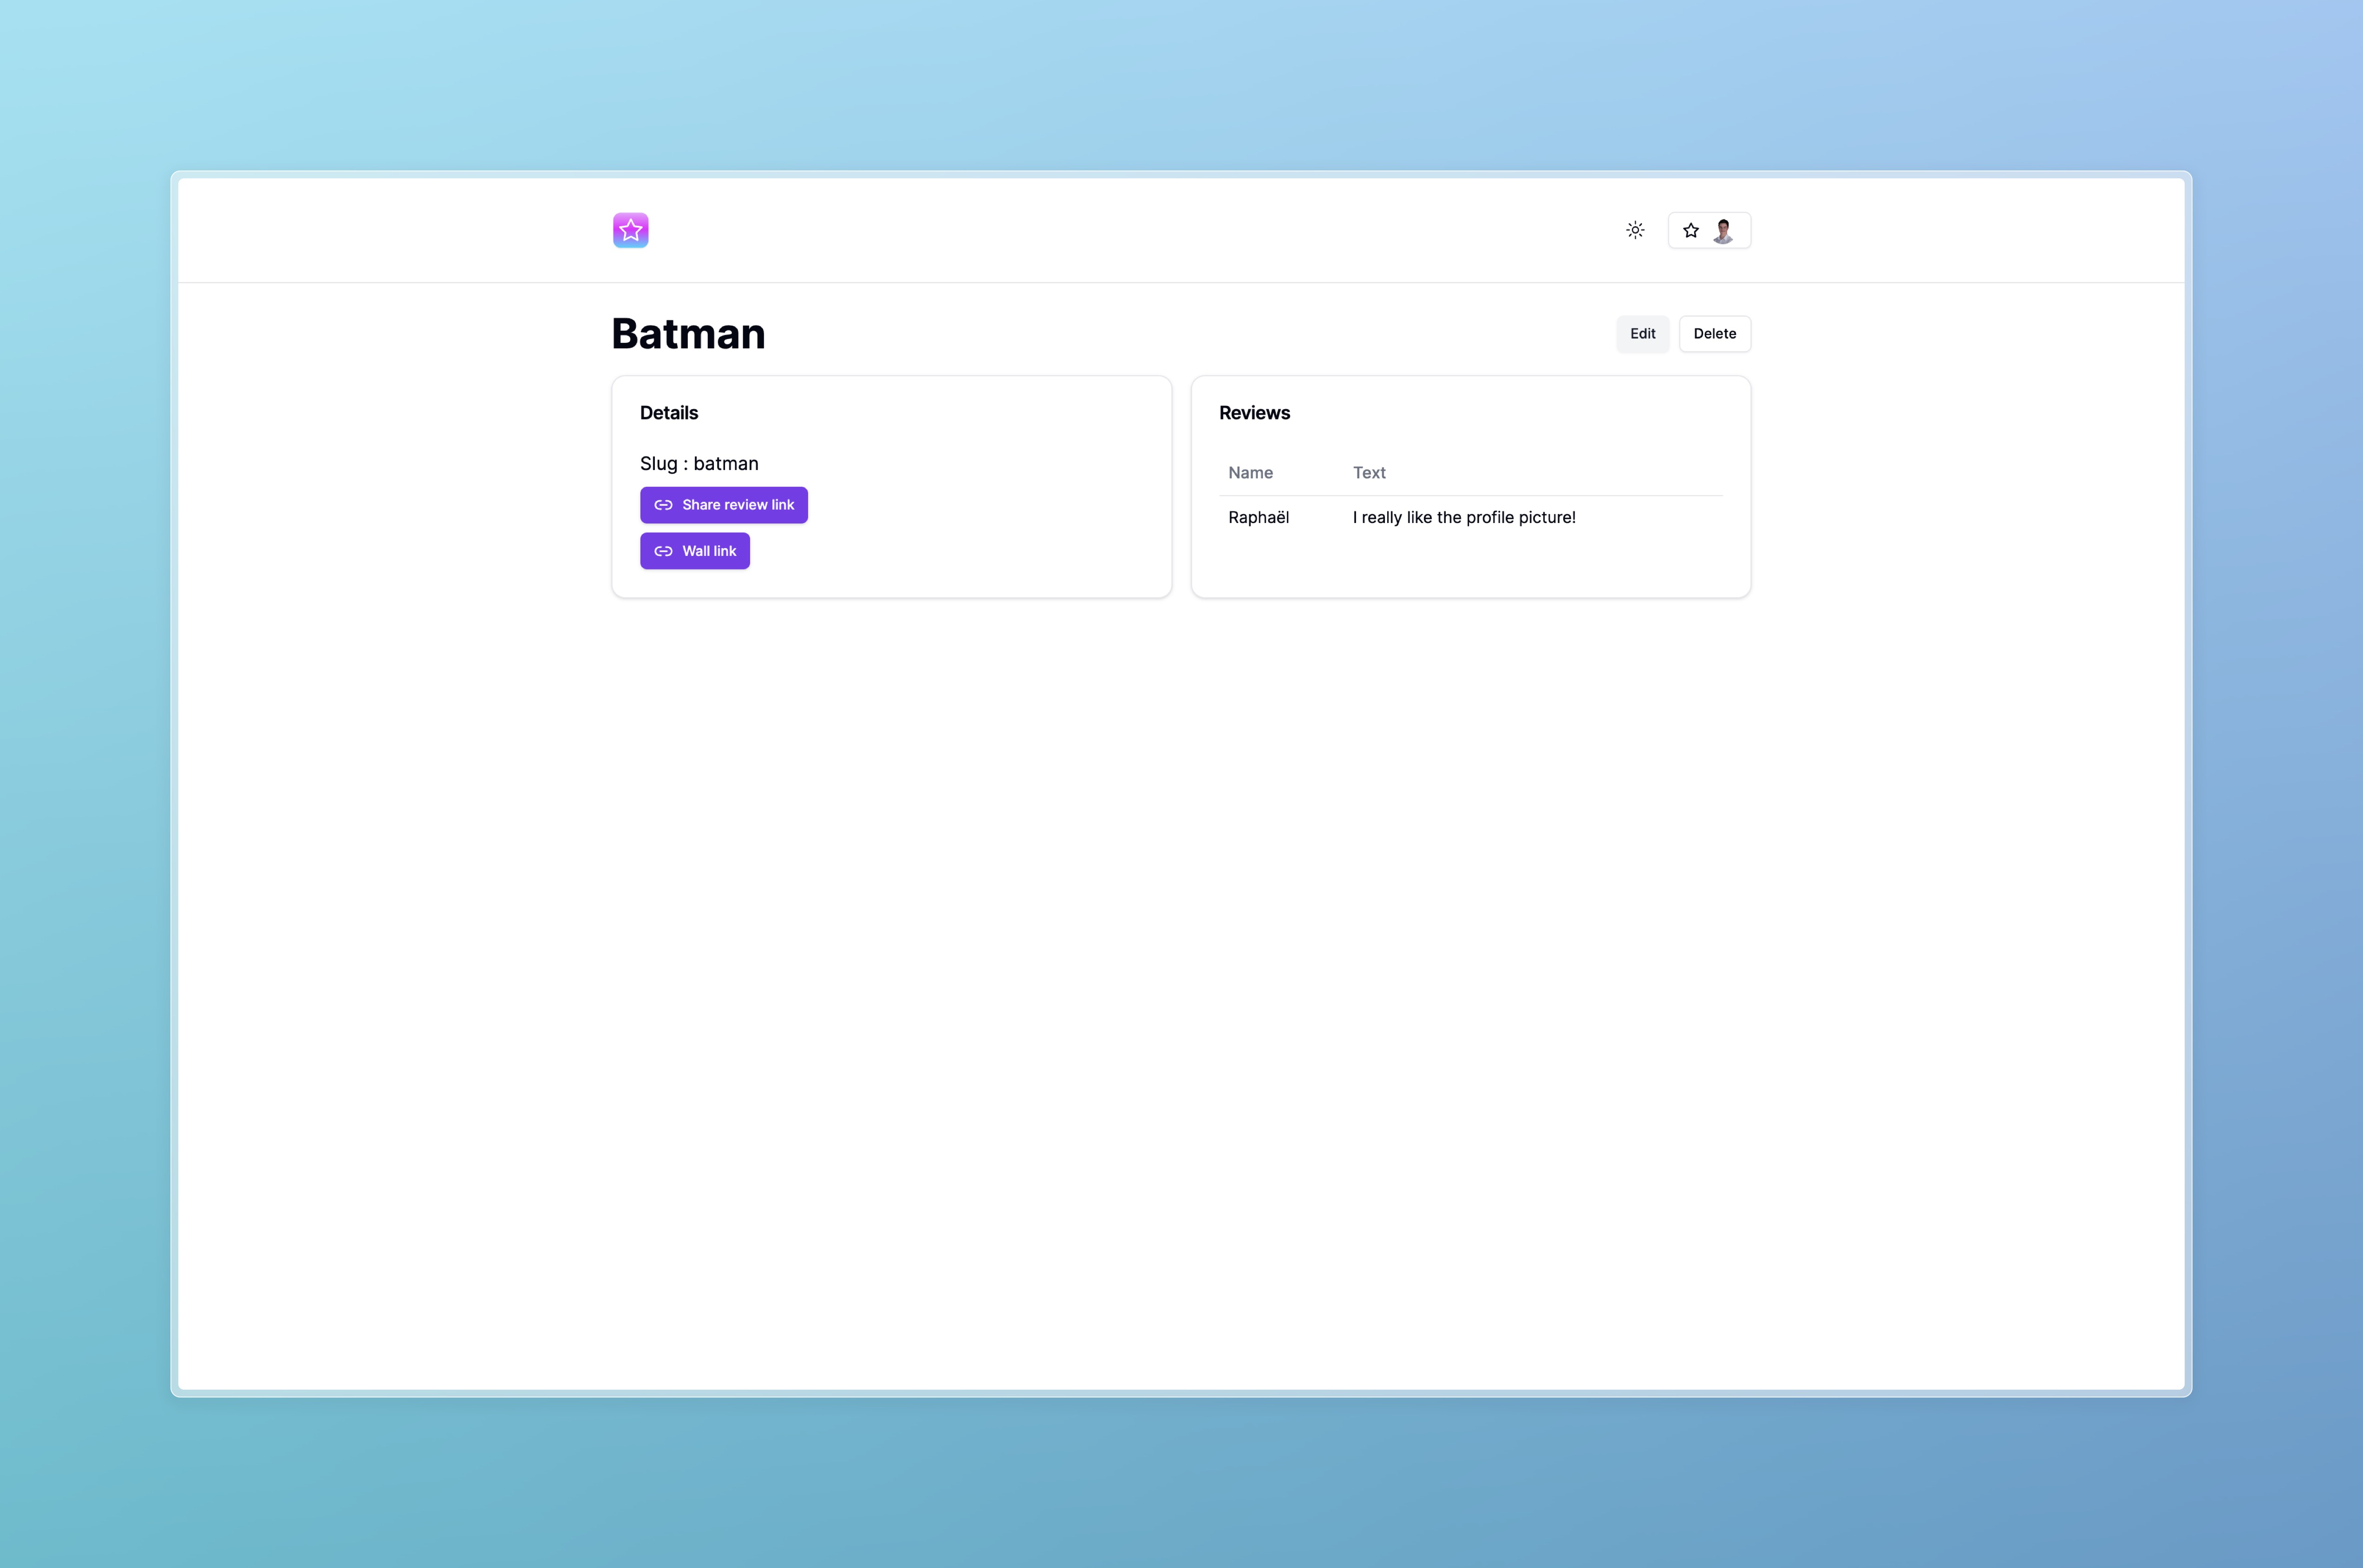 Batman
Edit
Delete
Details
Slug : batman
Share review link
Wall link
Reviews
Name Text
Raphaël I really like the profile picture!